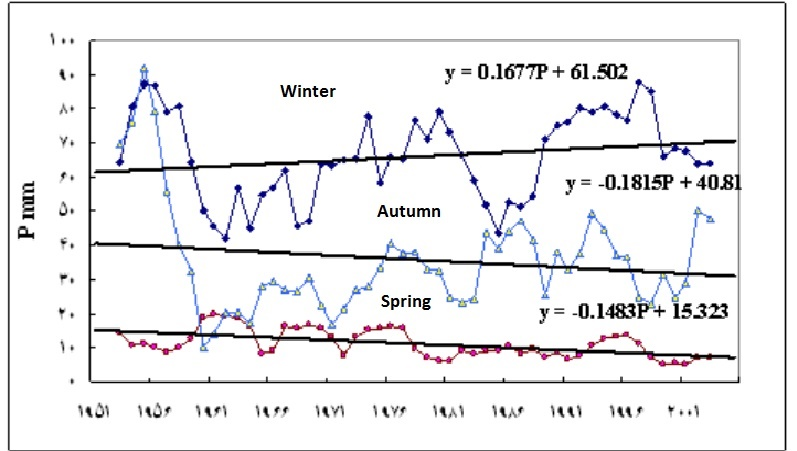 ۱۰۰
۹۰
۸۰
۷۰
۶۰
۵۰
۴۰
۳۰
۲۰
۱۰
۰
P mm
Winter
y = 0.1677P + 61.502
Autumn
y = -0.1815P + 40.81
Spring
y = -0.1483P + 15.323
۱۹۵۱ ۱۹۵۶ ۱۹۶۱ ۱۹۶۶ ۱۹۷۱ ۱۹۷۶ ۱۹۸۱ ۱۹۸۶ ۱۹۹۱ ۱۹۹۶ ۲۰۰۱